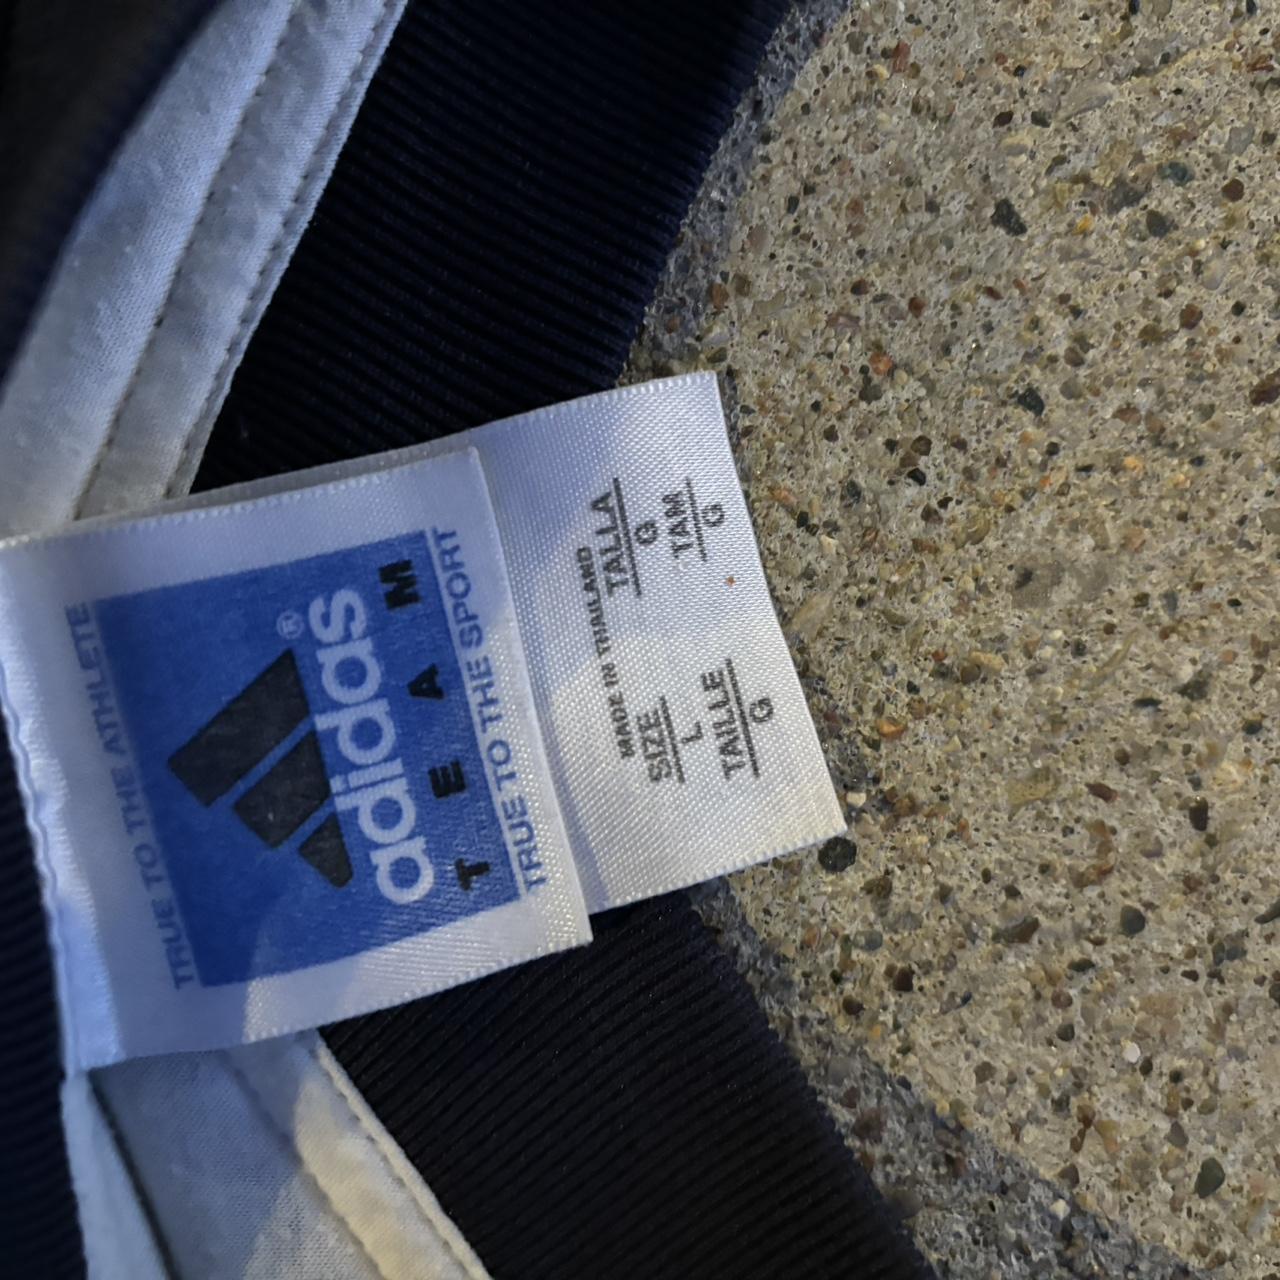 TRUE TO THE ATHLETE
®
adidas
T E A M
TRUE TO THE SPORT
MADE IN THAILAND
SIZE TALLA
L G
TAILLE TAM
G G